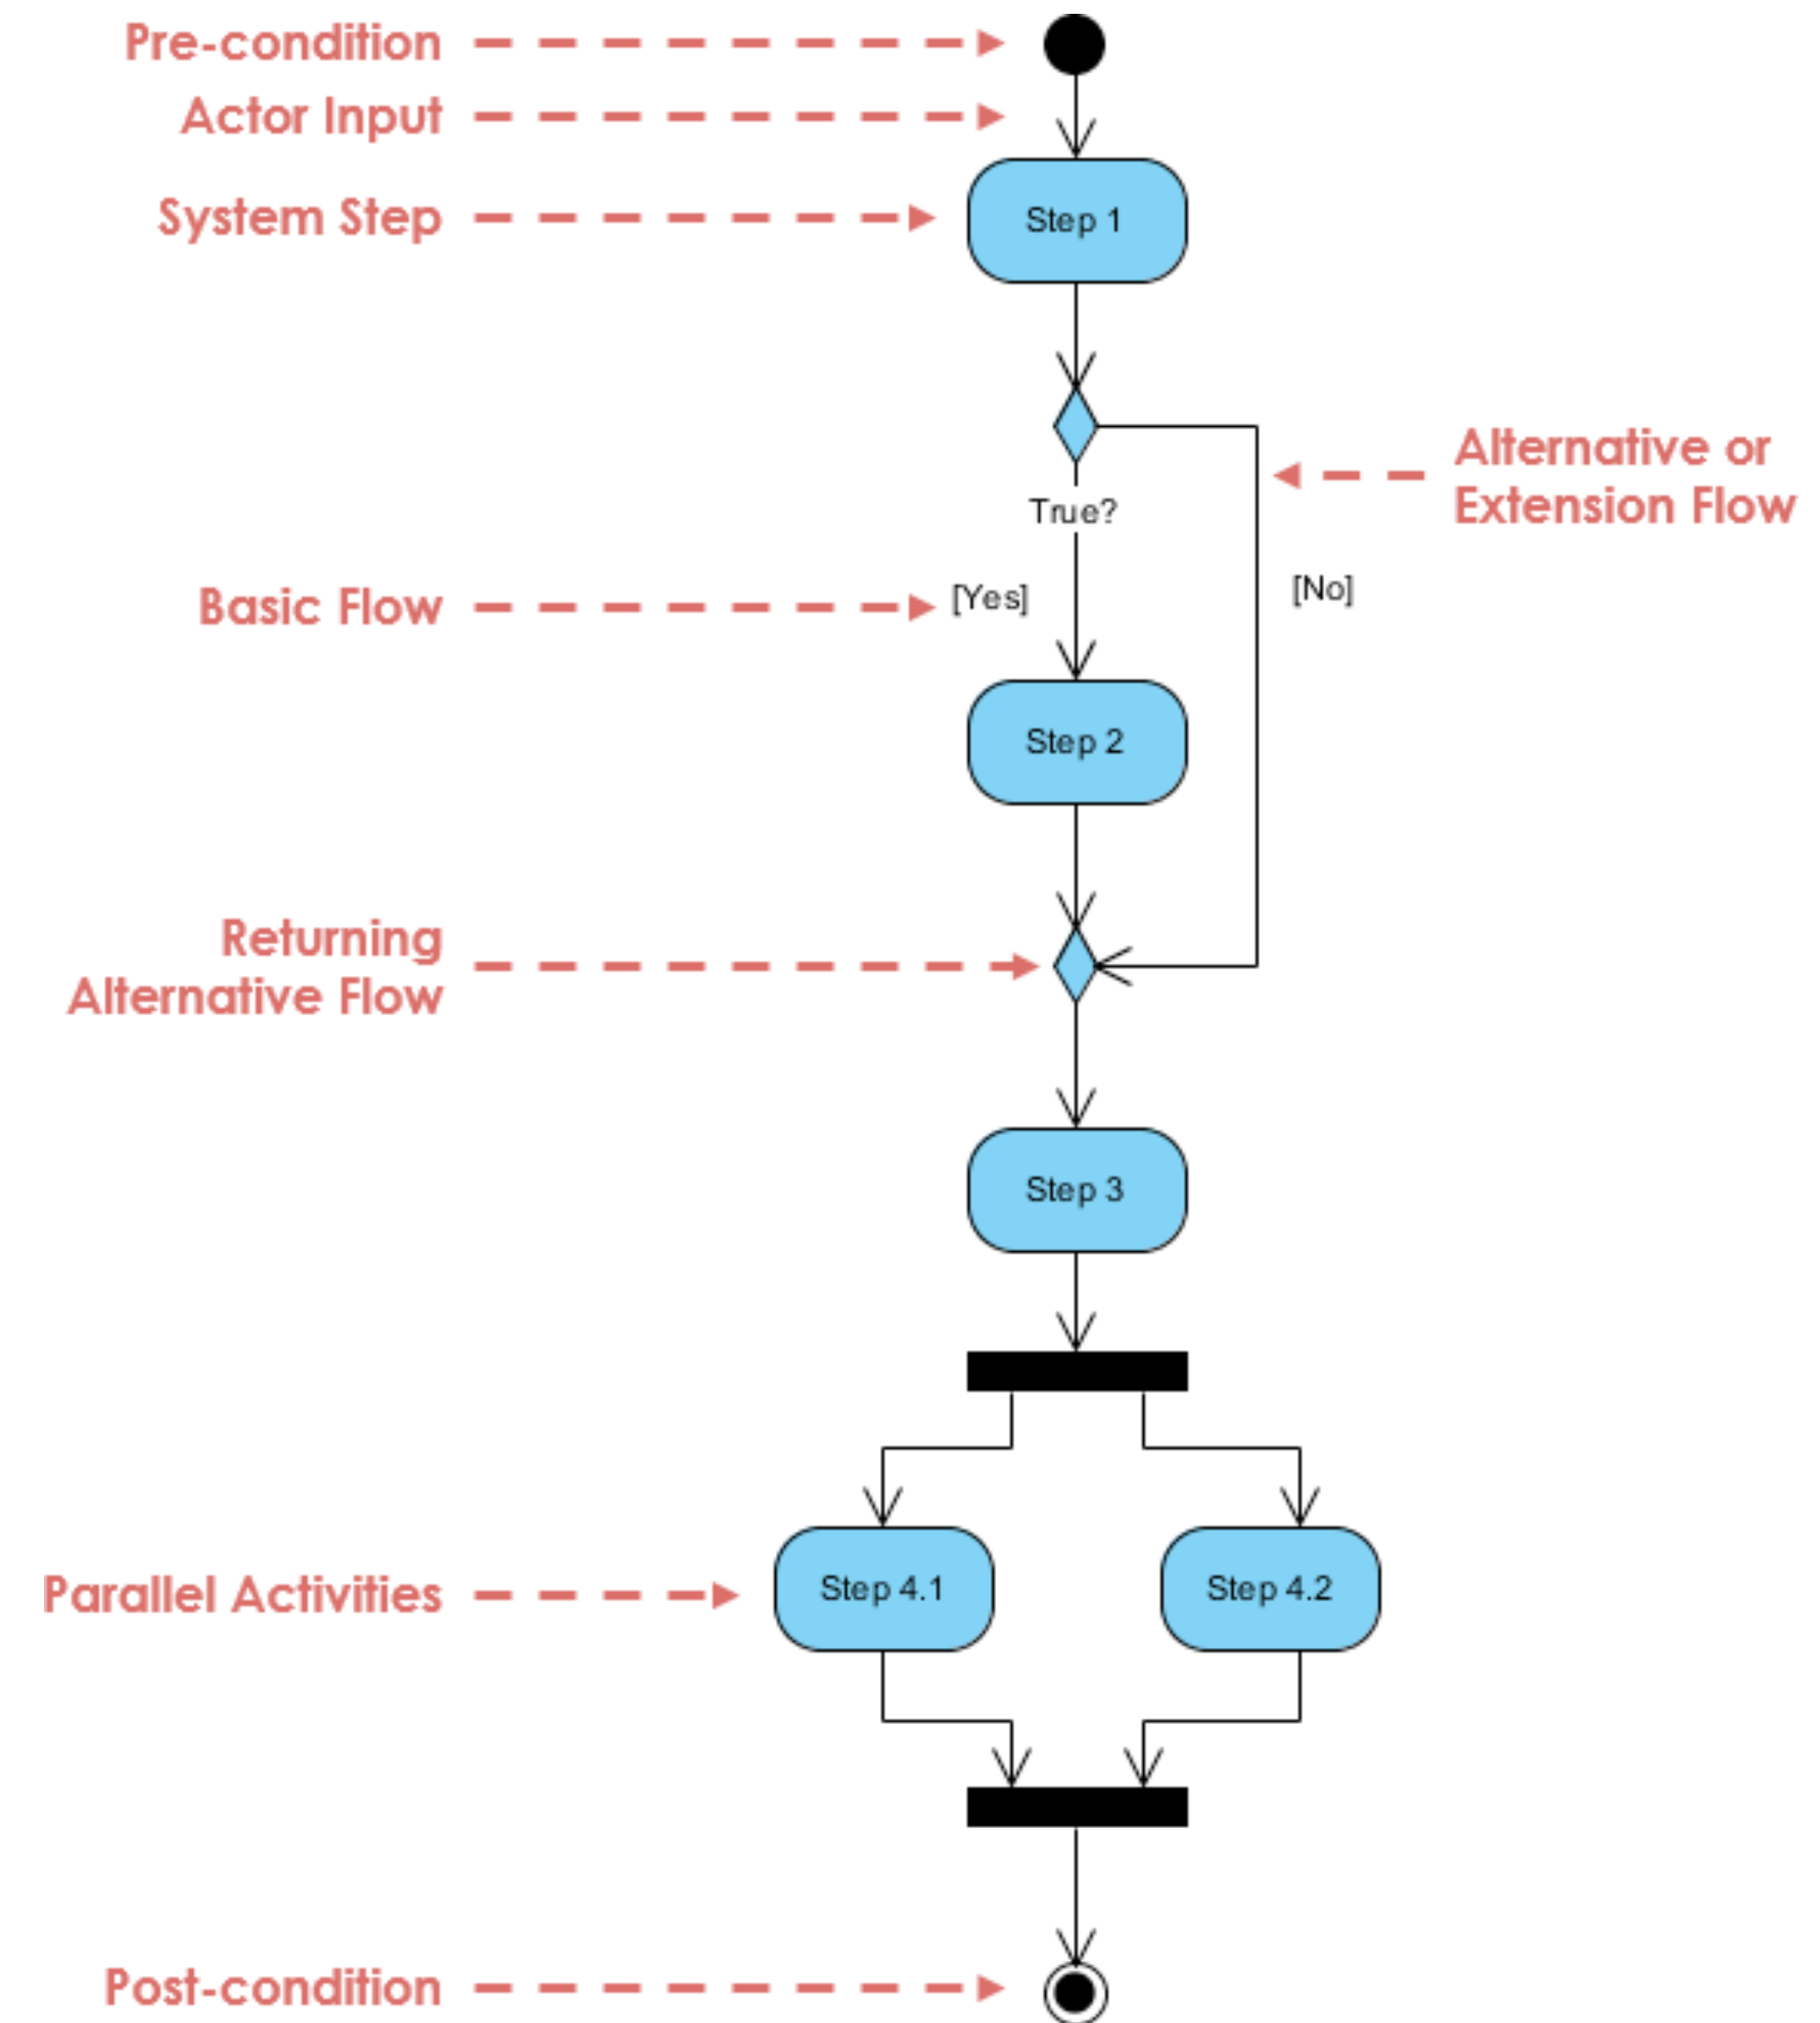 Pre-condition
Actor Input
System Step
Step 1
Alternative or
Extension Flow
True?
[No]
Basic Flow
[Yes]
Step 2
Returning
Alternative Flow
Step 3
Parallel Activities
Step 4.1
Step 4.2
Post-condition